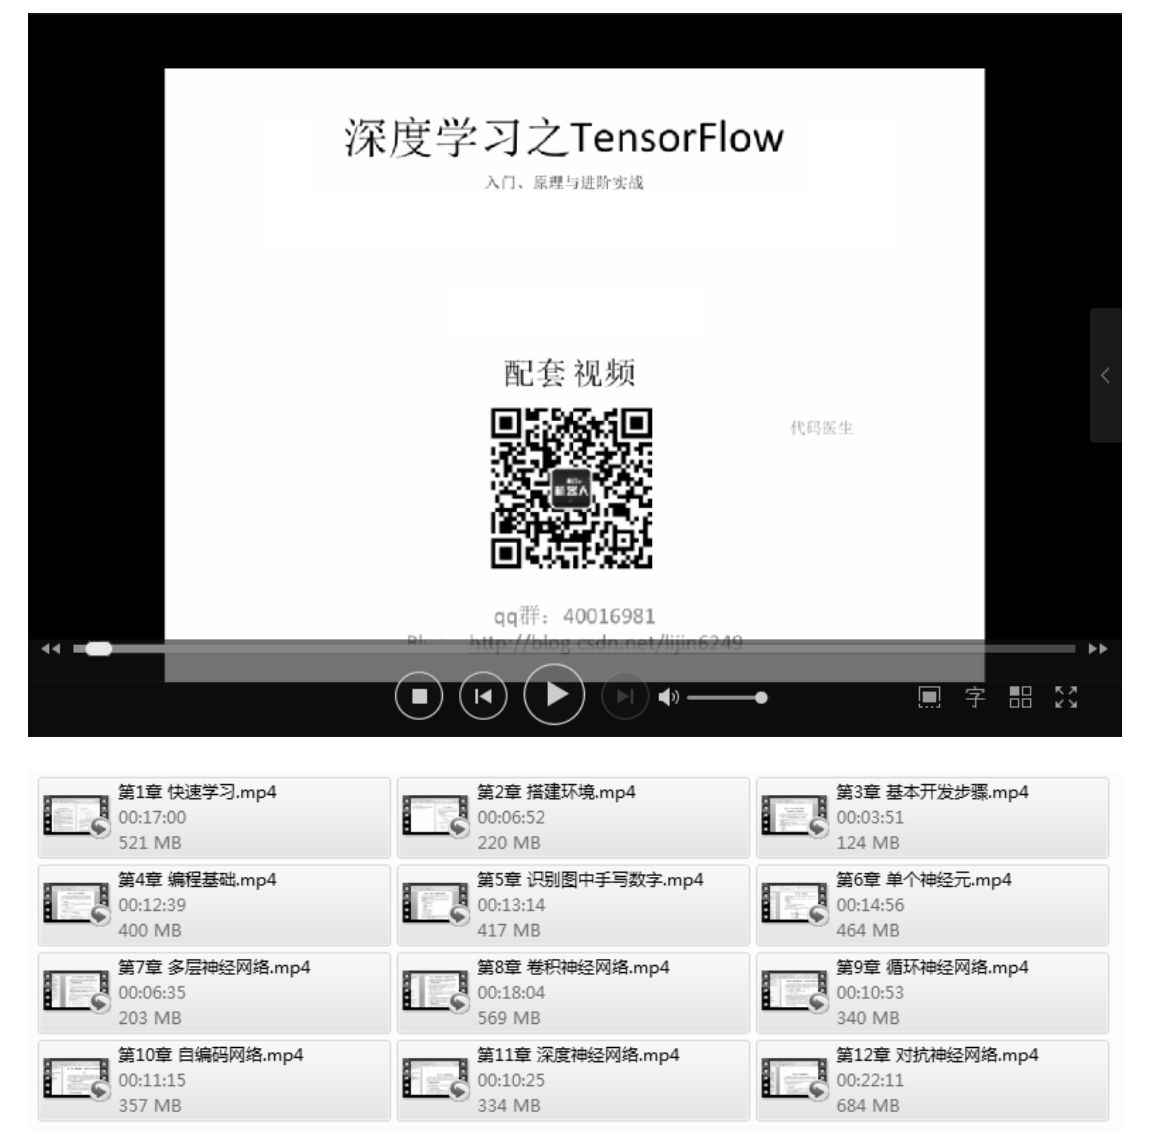 深度学习之TensorFlow
入门、原理与进阶实战
配套 视频
代码医生
机器人
qq群：40016981
http://blog.csdn.net/lijin6249
字
第1章 快速学习.mp4
00:17:00
521 MB
第2章 搭建环境.mp4
00:06:52
220 MB
第3章 基本开发步骤.mp4
00:03:51
124 MB
第4章 编程基础.mp4
00:12:39
400 MB
第5章 识别图中手写数字.mp4
00:13:14
417 MB
第6章 单个神经元.mp4
00:14:56
464 MB
第7章 多层神经网络.mp4
00:06:35
203 MB
第8章 卷积神经网络.mp4
00:18:04
569 MB
第9章 循环神经网络.mp4
00:10:53
340 MB
第10章 自编码网络.mp4
00:11:15
357 MB
第11章 深度神经网络.mp4
00:10:25
334 MB
第12章 对抗神经网络.mp4
00:22:11
684 MB